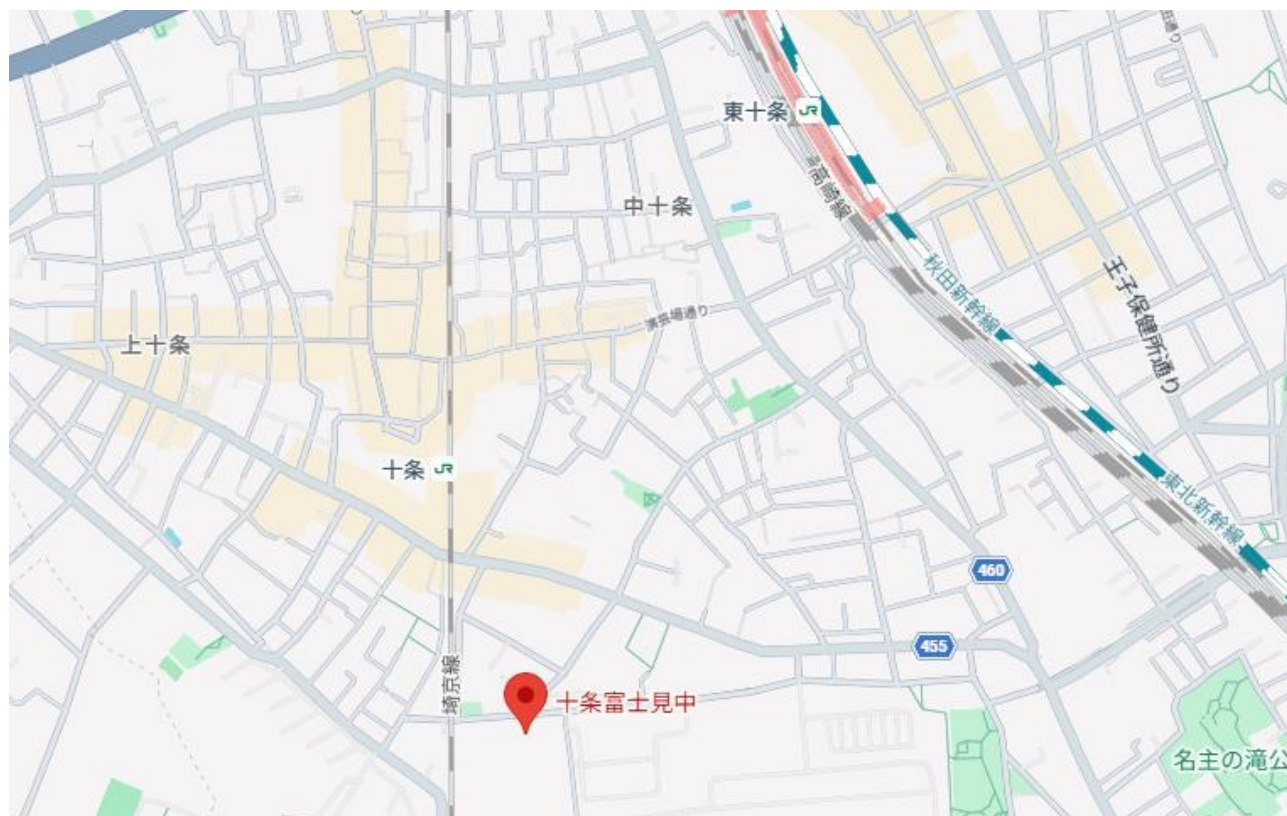 東十条
高崎線
中十条
秋田新幹線
王子保健所通り
演芸場通り
上十条
十条
東北新幹線
460
455
埼京線
十条富士見中
名主の滝公